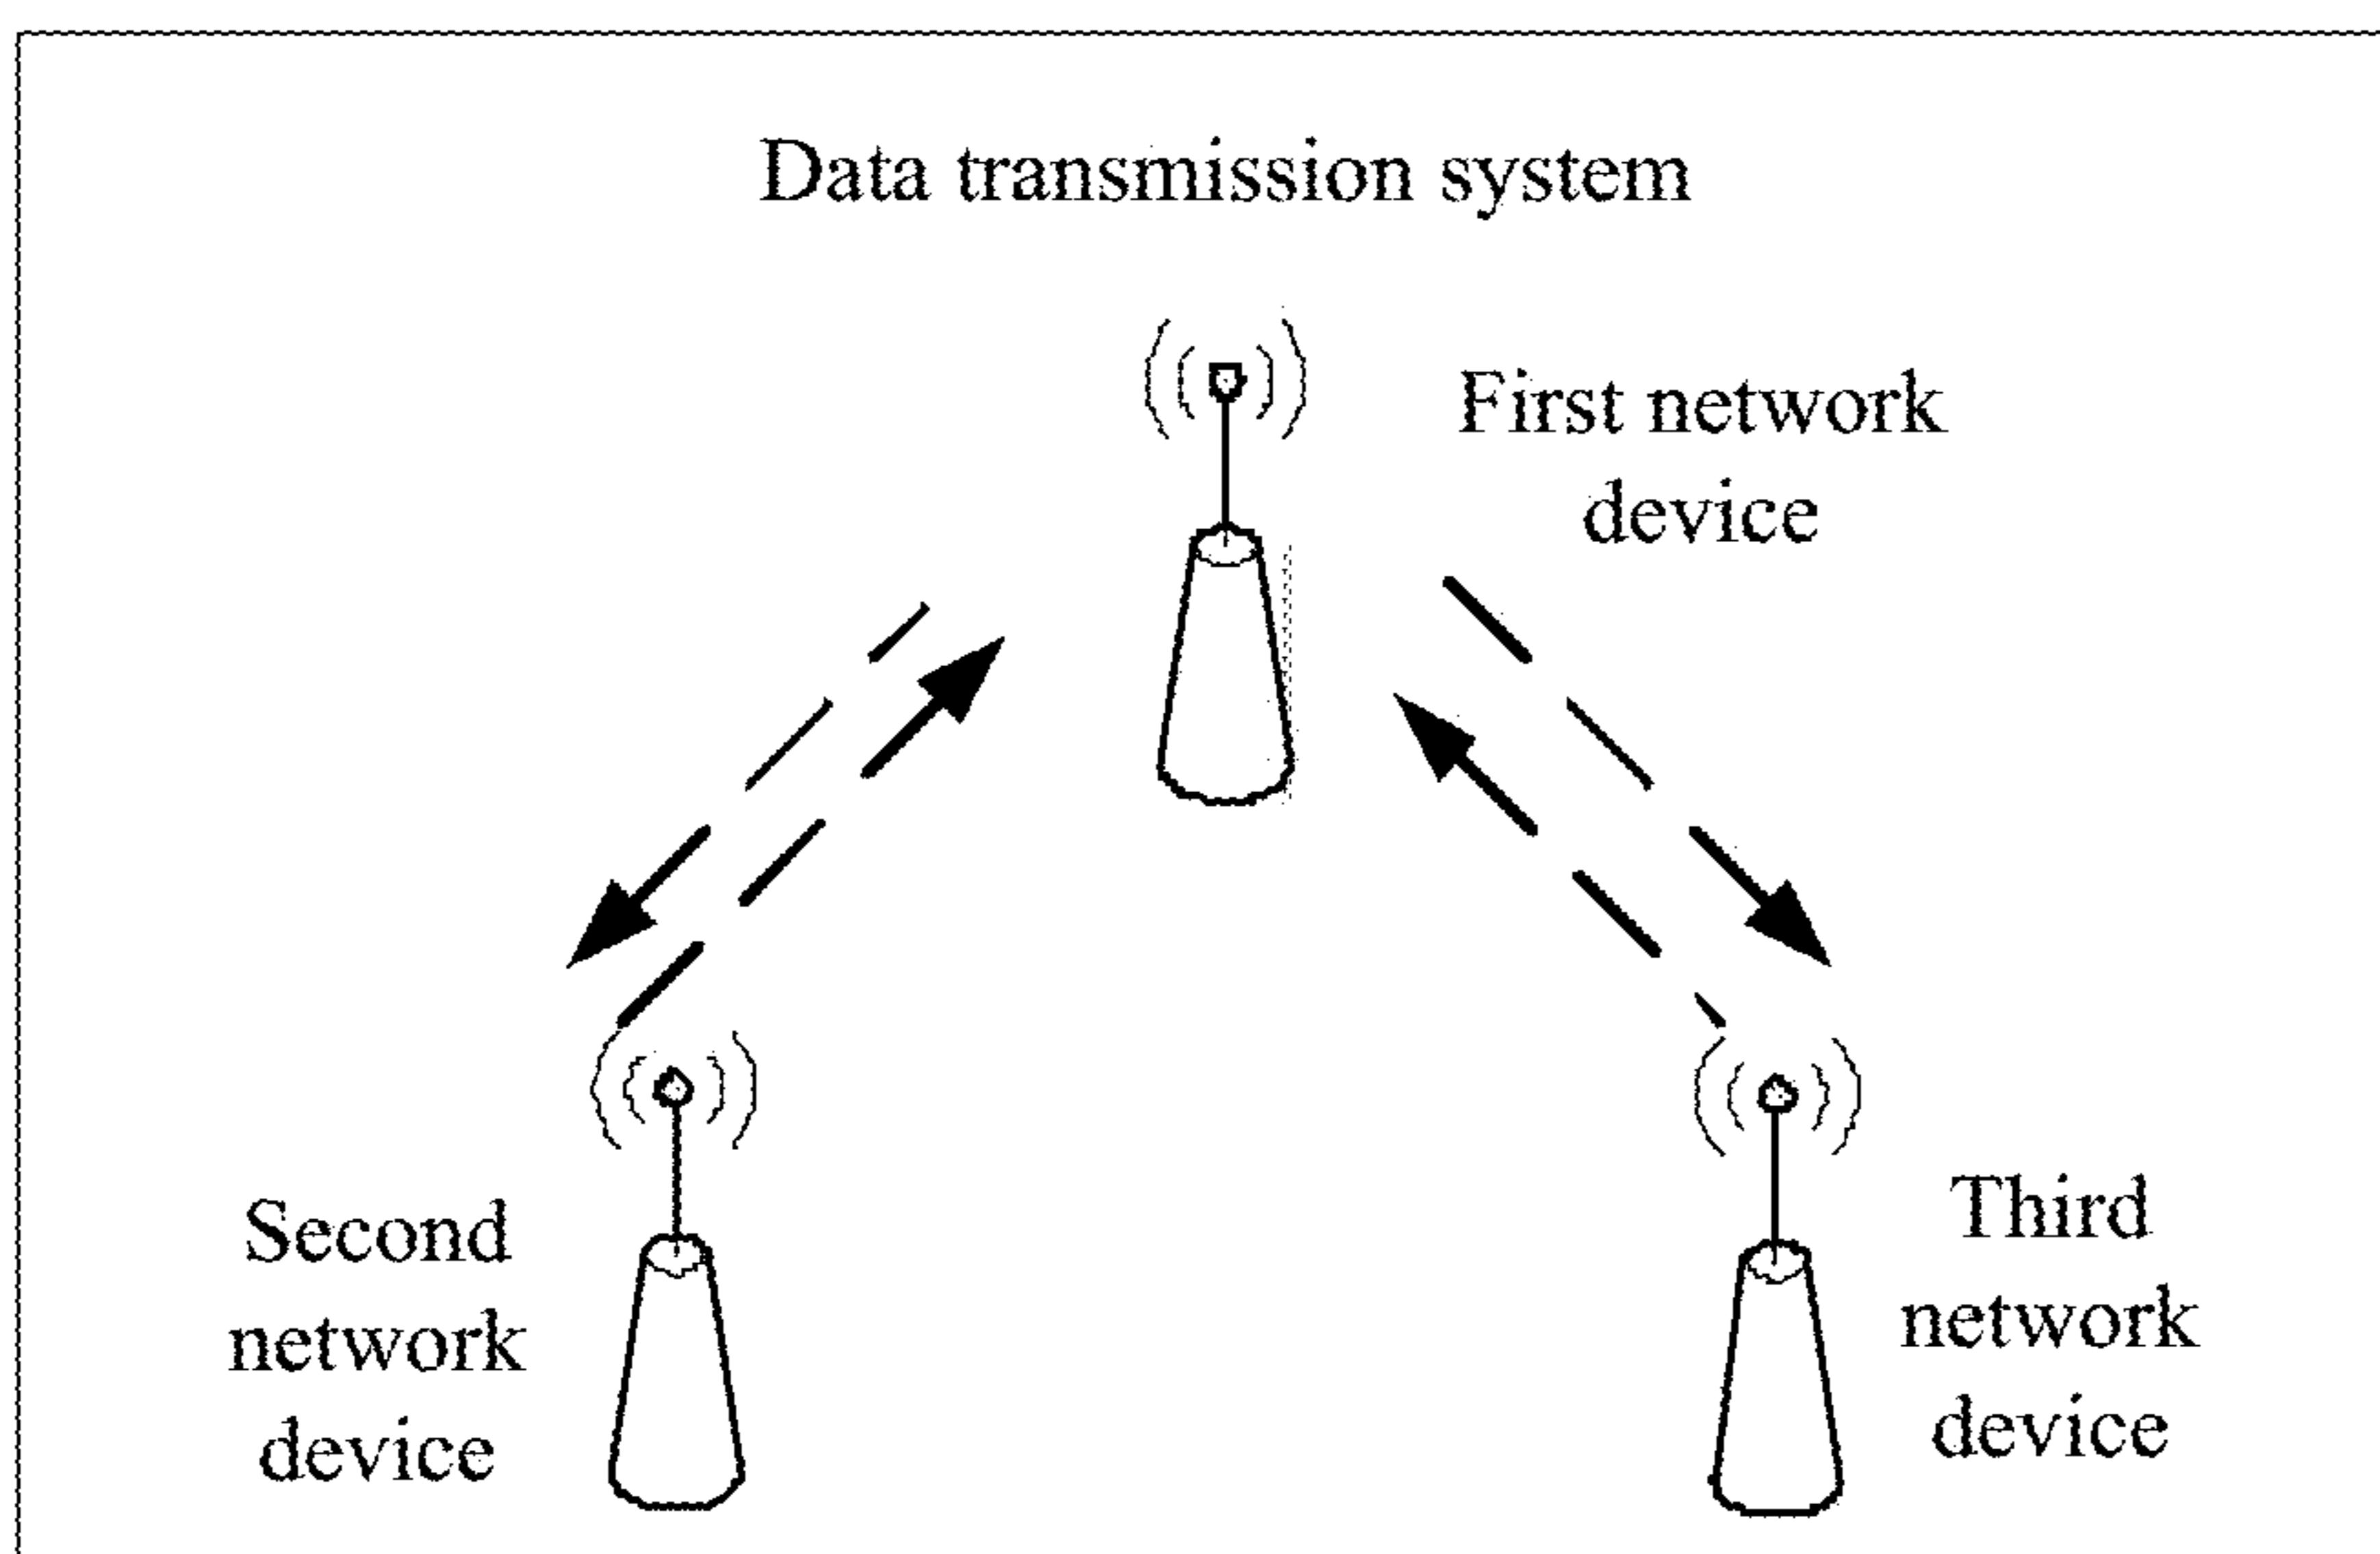 Data transmission system
First network
device
Second
network
device
Third
network
device